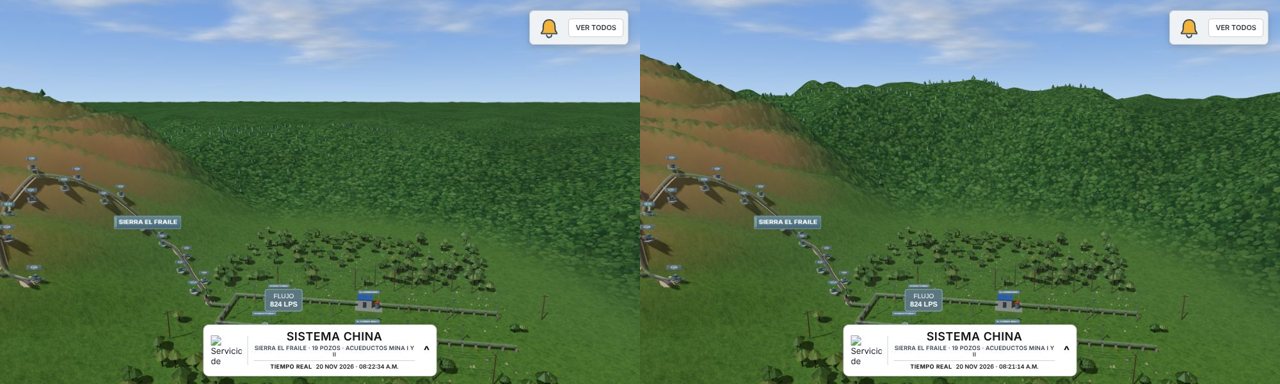 VER TODOS
SIERRA EL FRAILE
FLUJO
824 LPS
Servicio
de
SISTEMA CHINA
SIERRA EL FRAILE · 19 POZOS · ACUEDUCTOS MINA I Y
II
TIEMPO REAL 20 NOV 2026 · 08:22:34 A.M.
VER TODOS
SIERRA EL FRAILE
FLUJO
824 LPS
Servicio
de
SISTEMA CHINA
SIERRA EL FRAILE · 19 POZOS · ACUEDUCTOS MINA I Y
II
TIEMPO REAL 20 NOV 2026 · 08:21:14 A.M.